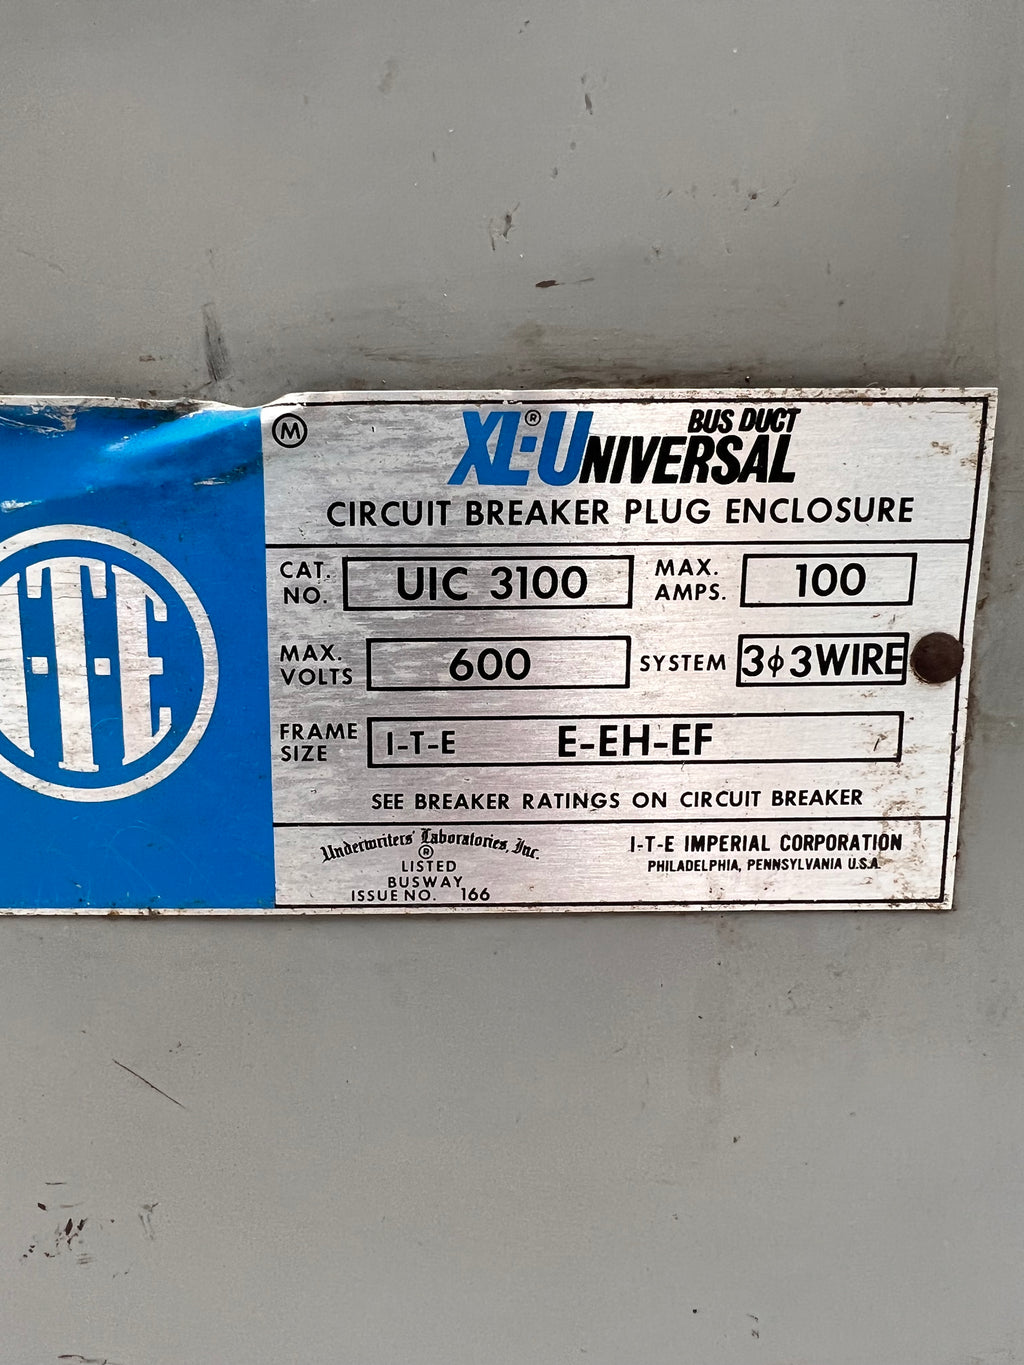 I-T-E
M
XL-UNIVERSAL®
BUS DUCT
CIRCUIT BREAKER PLUG ENCLOSURE
CAT. NO. UIC 3100 MAX. AMPS. 100
MAX. VOLTS 600 SYSTEM 3ϕ3WIRE
FRAME SIZE I-T-E E-EH-EF
SEE BREAKER RATINGS ON CIRCUIT BREAKER
Underwriters' Laboratories, Inc.
®
LISTED
BUSWAY
ISSUE NO. 166
I-T-E IMPERIAL CORPORATION
PHILADELPHIA, PENNSYLVANIA U.S.A.